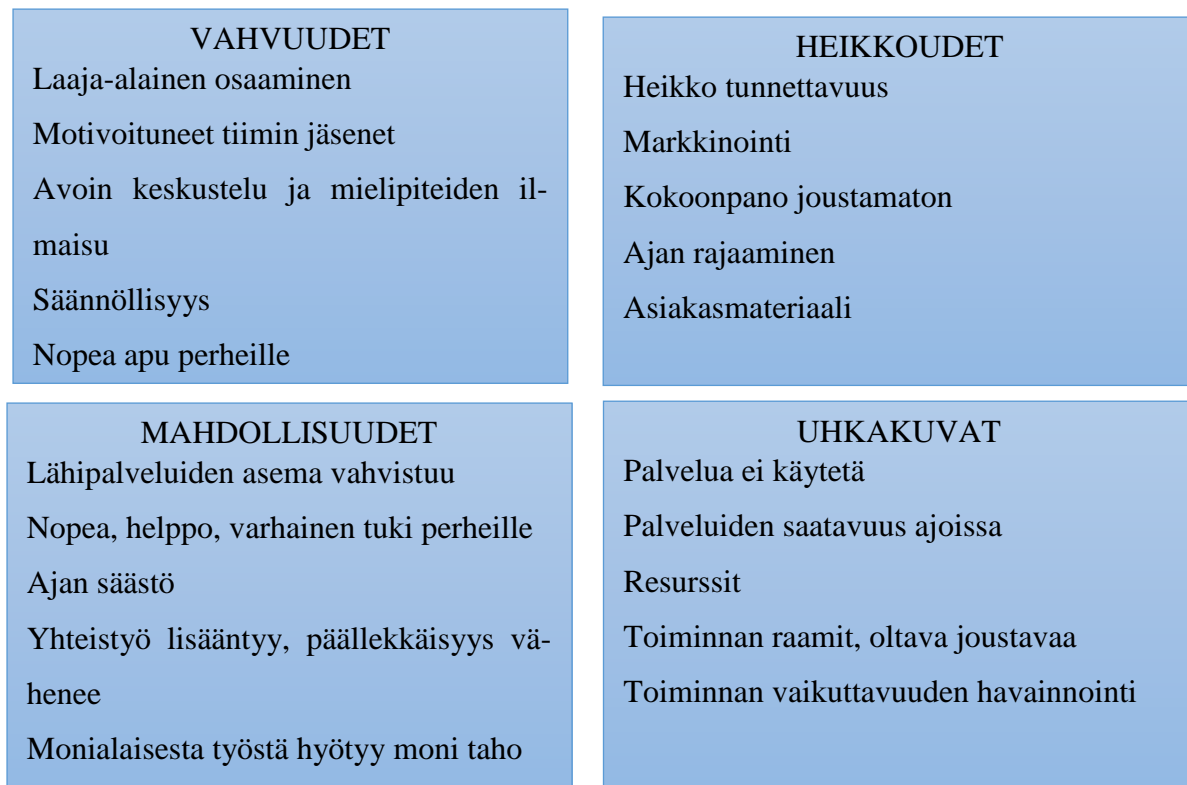 VAHVUUDET
Laaja-alainen osaaminen
Motivoituneet tiimin jäsenet
Avoin keskustelu ja mielipiteiden il-
maisu
Säännöllisyys
Nopea apu perheille
HEIKKOUDET
Heikko tunnettavuus
Markkinointi
Kokoonpano joustamaton
Ajan rajaaminen
Asiakasmateriaali
MAHDOLLISUUDET
Lähipalveluiden asema vahvistuu
Nopea, helppo, varhainen tuki perheille
Ajan säästö
Yhteistyö lisääntyy, päällekkäisyys vä-
henee
Monialaisesta työstä hyötyy moni taho
UHKAKUVAT
Palvelua ei käytetä
Palveluiden saatavuus ajoissa
Resurssit
Toiminnan raamit, oltava joustavaa
Toiminnan vaikuttavuuden havainnointi